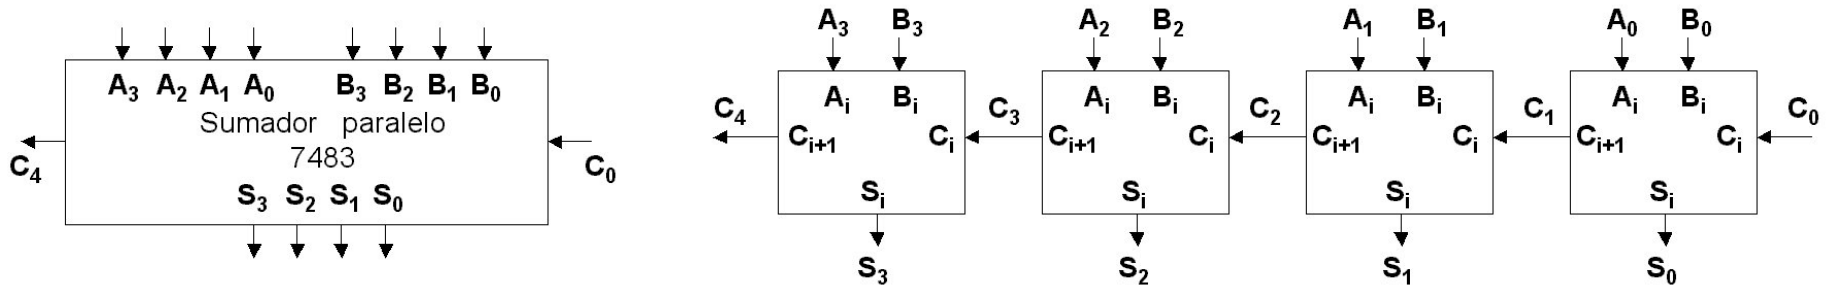 A3 A2 A1 A0 B3 B2 B1 B0
Sumador paralelo
7483
C4 C0
S3 S2 S1 S0
A3 B3 A2 B2 A1 B1 A0 B0
Ai Bi Ai Bi Ai Bi Ai Bi
C4 C3 C2 C1 C0
Ci+1 Ci Ci+1 Ci Ci+1 Ci Ci+1 Ci
Si Si Si Si
S3 S2 S1 S0